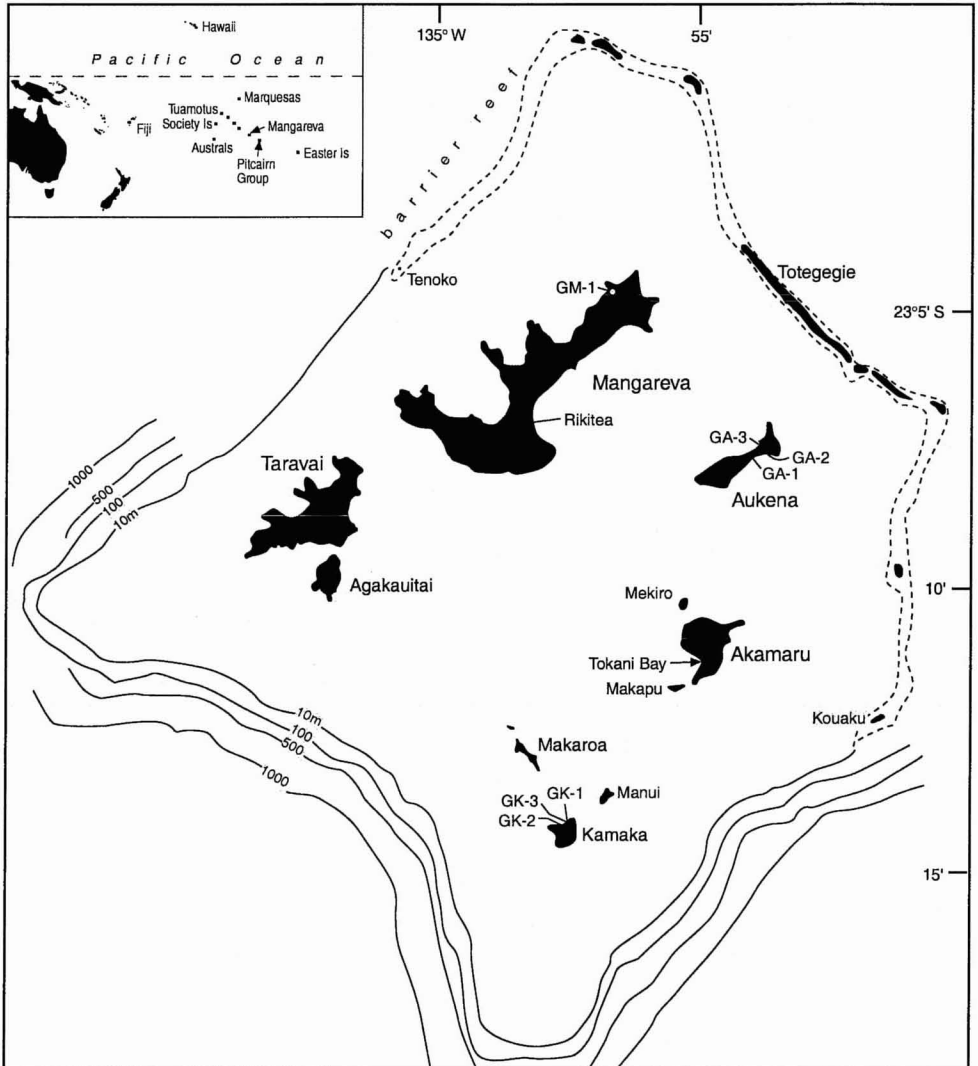 135° W
55'
Hawaii
Pacific Ocean
Marquesas
Tuamotus
Society Is
Fiji
Mangareva
Australs
Pitcairn
Group
Easter Is
barrier reef
Tenoko
Totegegie
GM-1
23°5' S
Mangareva
Rikitea
GA-3
GA-2
GA-1
Aukena
Taravai
1000
500
100
10m
Agakauitai
10'
Mekiro
Akamaru
Tokani Bay
Makapu
Kouaku
10m
100
500
1000
Makaroa
Manui
GK-1
GK-3
GK-2
Kamaka
15'